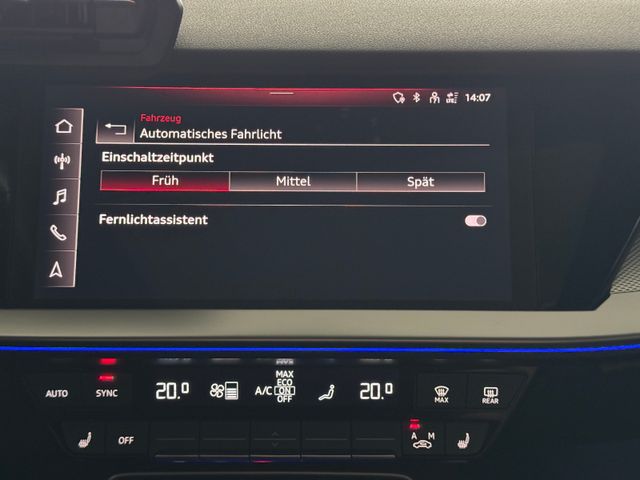 14:07
Fahrzeug
Automatisches Fahrlicht
Einschaltzeitpunkt
Früh Mittel Spät
Fernlichtassistent
AUTO SYNC 20.0 A/C MAX ECO ON OFF 20.0 MAX REAR
OFF A M